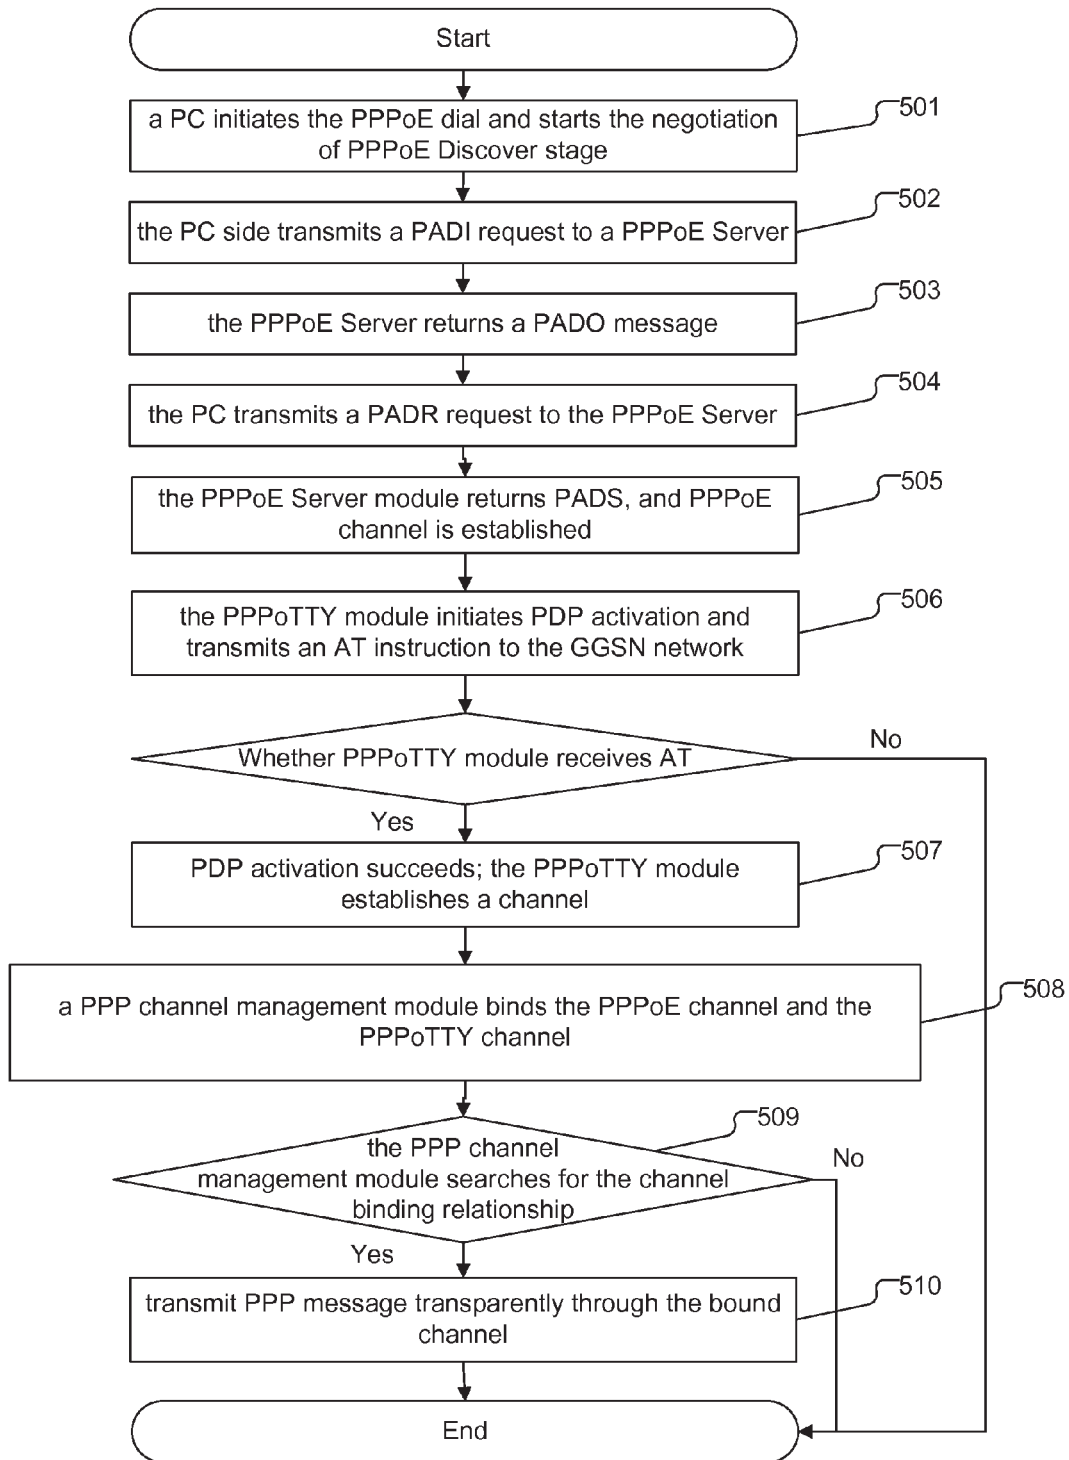 Start
a PC initiates the PPPoE dial and starts the negotiation
of PPPoE Discover stage
501
the PC side transmits a PADI request to a PPPoE Server
502
the PPPoE Server returns a PADO message
503
the PC transmits a PADR request to the PPPoE Server
504
the PPPoE Server module returns PADS, and PPPoE
channel is established
505
the PPPoTTY module initiates PDP activation and
transmits an AT instruction to the GGSN network
506
Whether PPPoTTY module receives AT
No
Yes
PDP activation succeeds; the PPPoTTY module
establishes a channel
507
a PPP channel management module binds the PPPoE channel and the
PPPoTTY channel
508
the PPP channel
management module searches for the channel
binding relationship
509
No
Yes
transmit PPP message transparently through the bound
channel
510
End